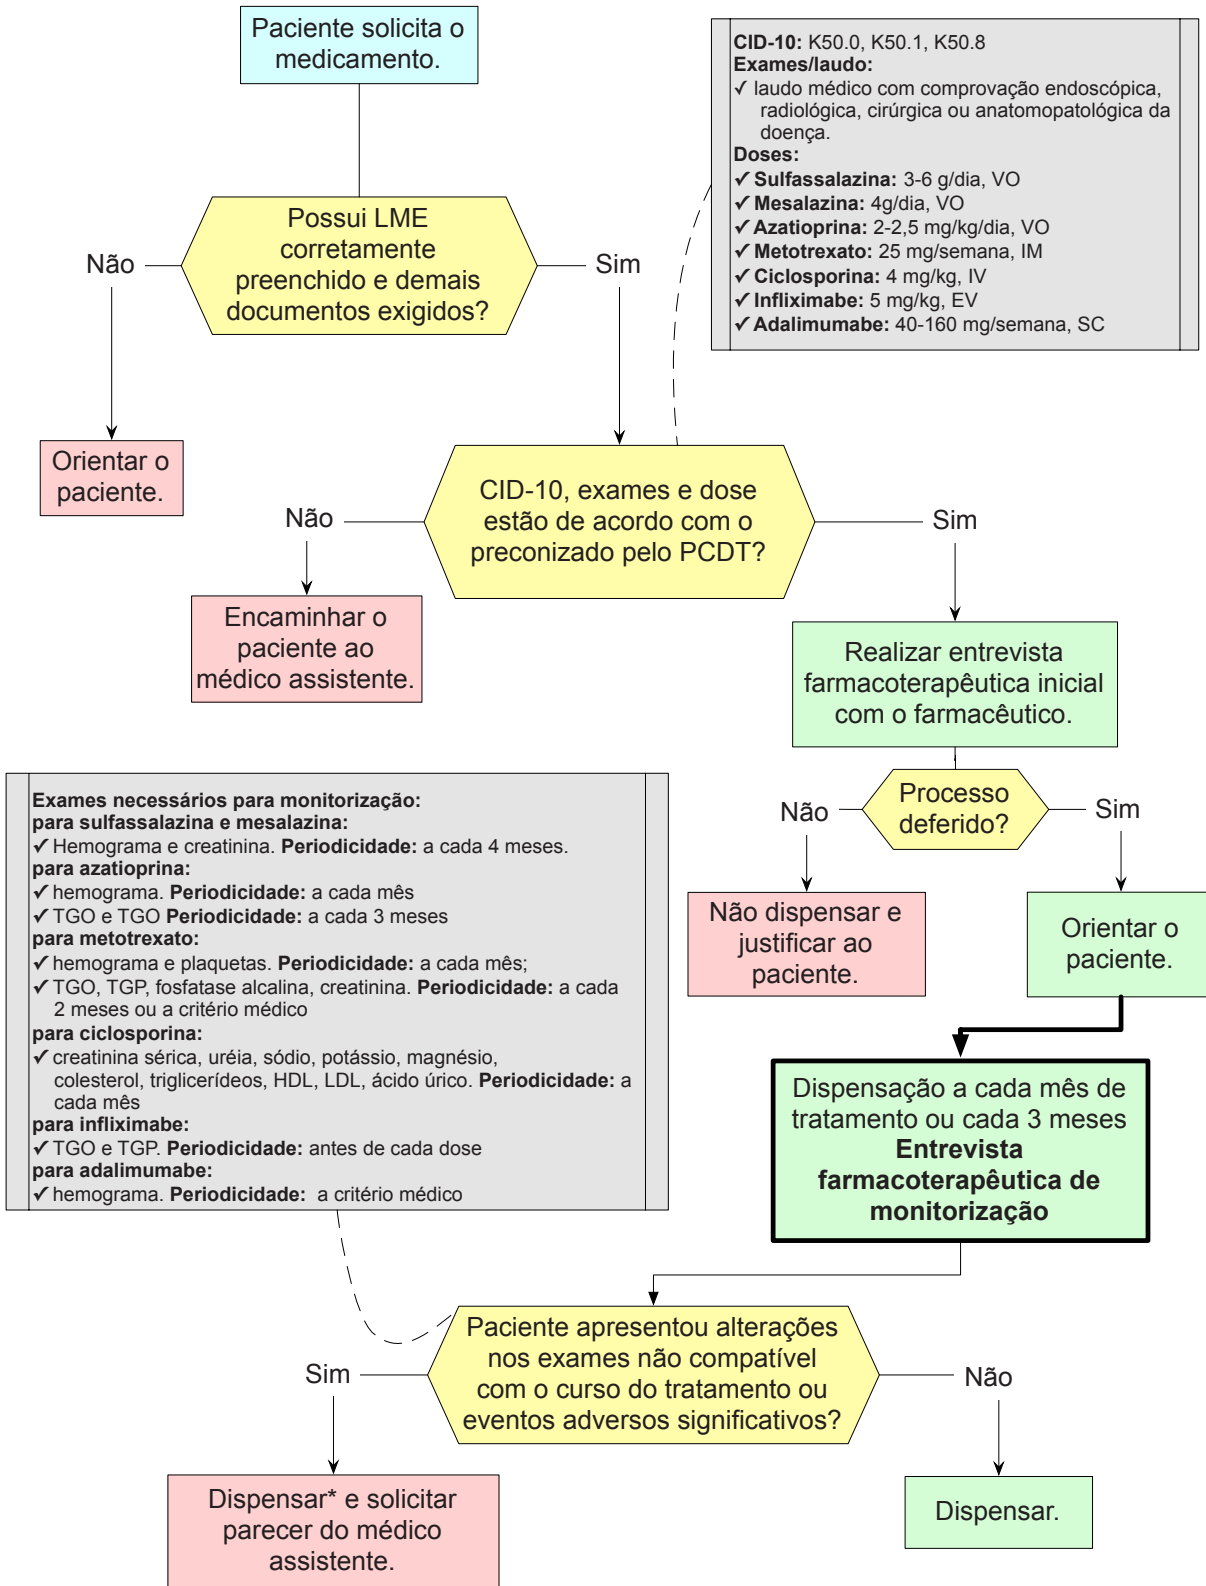 Paciente solicita o
medicamento.
CID-10: K50.0, K50.1, K50.8
Exames/laudo:
✓ laudo médico com comprovação endoscópica,
radiológica, cirúrgica ou anatomopatológica da
doença.
Doses:
✓ Sulfassalazina: 3-6 g/dia, VO
✓ Mesalazina: 4g/dia, VO
✓ Azatioprina: 2-2,5 mg/kg/dia, VO
✓ Metotrexato: 25 mg/semana, IM
✓ Ciclosporina: 4 mg/kg, IV
✓ Infliximabe: 5 mg/kg, EV
✓ Adalimumabe: 40-160 mg/semana, SC
Possui LME
corretamente
preenchido e demais
documentos exigidos?
Não
Sim
Orientar o
paciente.
CID-10, exames e dose
estão de acordo com o
preconizado pelo PCDT?
Não
Sim
Encaminhar o
paciente ao
médico assistente.
Realizar entrevista
farmacoterapêutica inicial
com o farmacêutico.
Processo
deferido?
Não
Sim
Não dispensar e
justificar ao
paciente.
Orientar o
paciente.
Exames necessários para monitorização:
para sulfassalazina e mesalazina:
✓ Hemograma e creatinina. Periodicidade: a cada 4 meses.
para azatioprina:
✓ hemograma. Periodicidade: a cada mês
✓ TGO e TGO Periodicidade: a cada 3 meses
para metotrexato:
✓ hemograma e plaquetas. Periodicidade: a cada mês;
✓ TGO, TGP, fosfatase alcalina, creatinina. Periodicidade: a cada
2 meses ou a critério médico
para ciclosporina:
✓ creatinina sérica, uréia, sódio, potássio, magnésio,
colesterol, triglicerídeos, HDL, LDL, ácido úrico. Periodicidade: a
cada mês
para infliximabe:
✓ TGO e TGP. Periodicidade: antes de cada dose
para adalimumabe:
✓ hemograma. Periodicidade: a critério médico
Dispensação a cada mês de
tratamento ou cada 3 meses
Entrevista
farmacoterapêutica de
monitorização
Paciente apresentou alterações
nos exames não compatível
com o curso do tratamento ou
eventos adversos significativos?
Sim
Não
Dispensar* e solicitar
parecer do médico
assistente.
Dispensar.